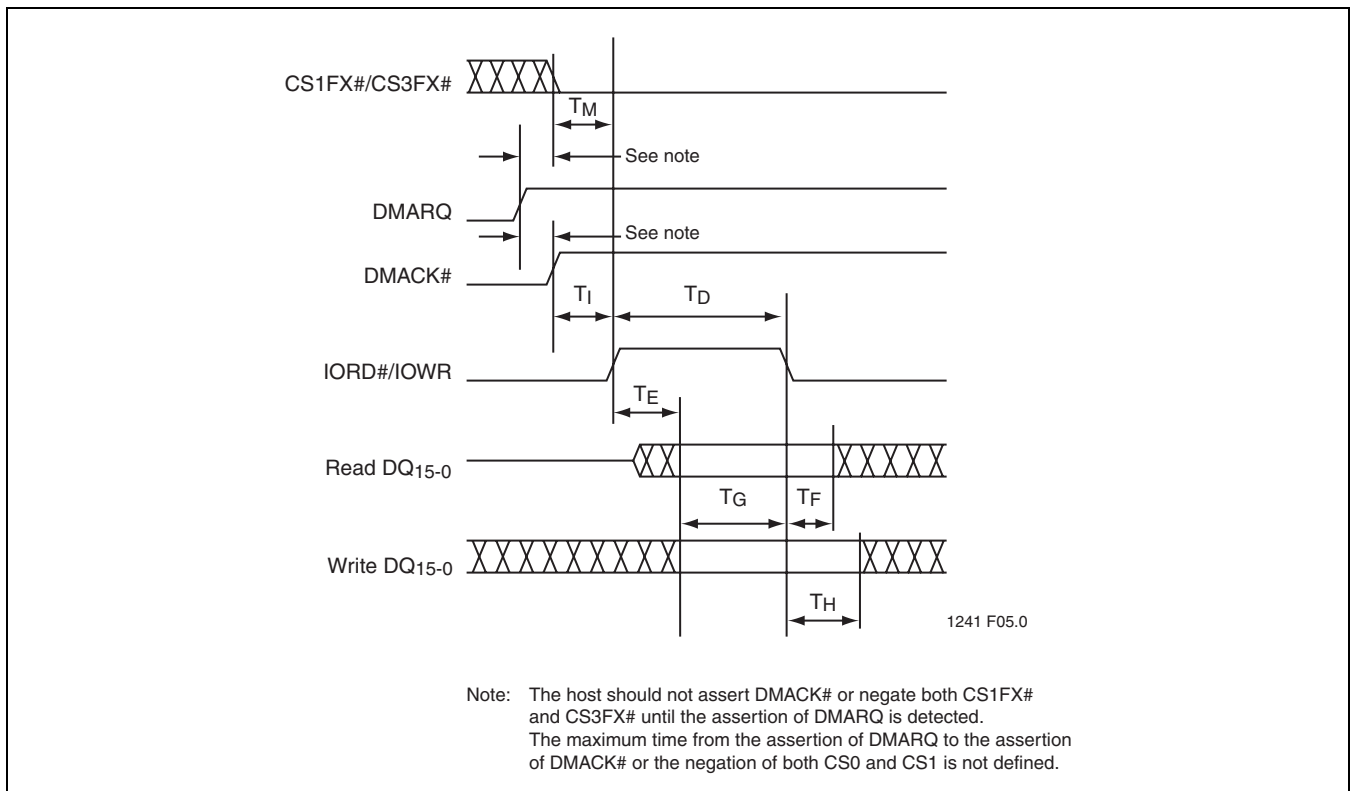 CS1FX#/CS3FX#
TM
See note
DMARQ
See note
DMACK#
TI
TD
IORD#/IOWR
TE
Read DQ15-0
TG
TF
Write DQ15-0
TH
1241 F05.0
Note: The host should not assert DMACK# or negate both CS1FX#
and CS3FX# until the assertion of DMARQ is detected.
The maximum time from the assertion of DMARQ to the assertion
of DMACK# or the negation of both CS0 and CS1 is not defined.